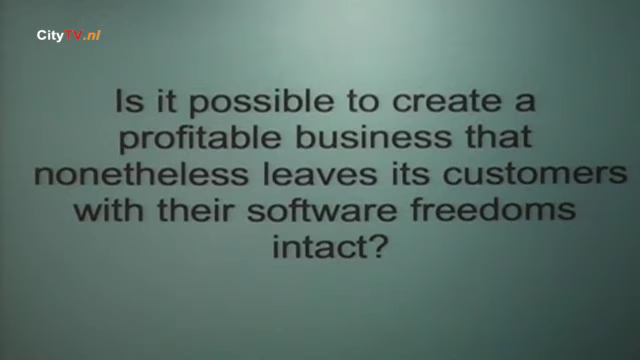 CityTV.nl
Is it possible to create a
profitable business that
nonetheless leaves its customers
with their software freedoms
intact?